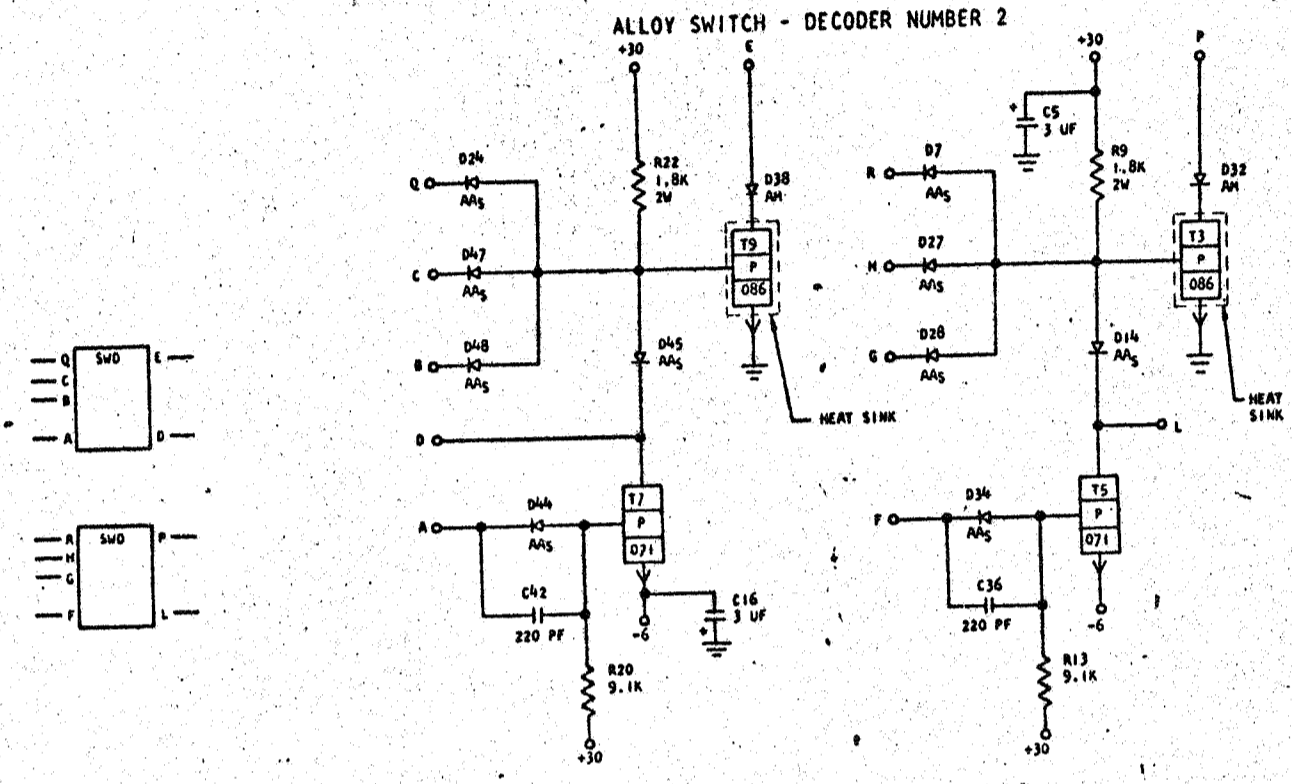 ALLOY SWITCH - DECODER NUMBER 2
+30
E
D24
Q
AAS
D47
C
AAS
D48
B
AAS
R22
1.8K
2W
D38
AM
T9
P
086
HEAT SINK
D45
AAS
D
D44
A
AAS
C42
220 PF
T7
P
071
-6
C16
+
3 UF
R20
9.1K
+30
+30
P
+
C5
3 UF
D7
R
AAS
D27
H
AAS
D28
G
AAS
R9
1.8K
2W
D32
AM
T3
P
086
HEAT
SINK
D14
AAS
L
D34
F
AAS
C36
220 PF
T5
P
071
-6
R13
9.1K
+30
Q SWD E
C
B
A D
R SWD P
H
G
F L